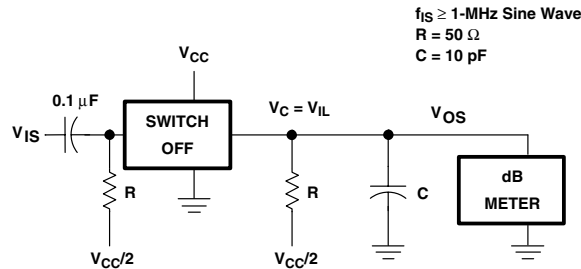 fIS ≥ 1-MHz Sine Wave
R = 50 Ω
C = 10 pF
VCC
0.1 µF
VIS
SWITCH
OFF
VC = VIL
VOS
R
R
C
dB
METER
VCC/2
VCC/2